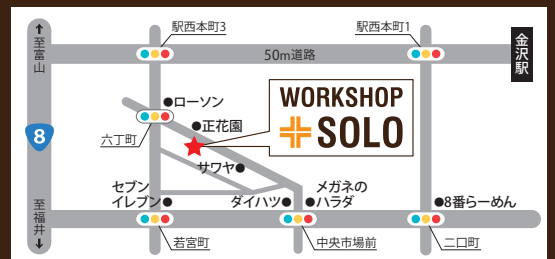 駅西本町3
駅西本町1
↑至富山
50m道路
金沢駅
ローソン
正花園
WORKSHOP
SOLO
8
六丁町
サワヤ
セブン
イレブン
ダイハツ
メガネの
ハラダ
8番らーめん
至福井↓
若宮町
中央市場前
二口町